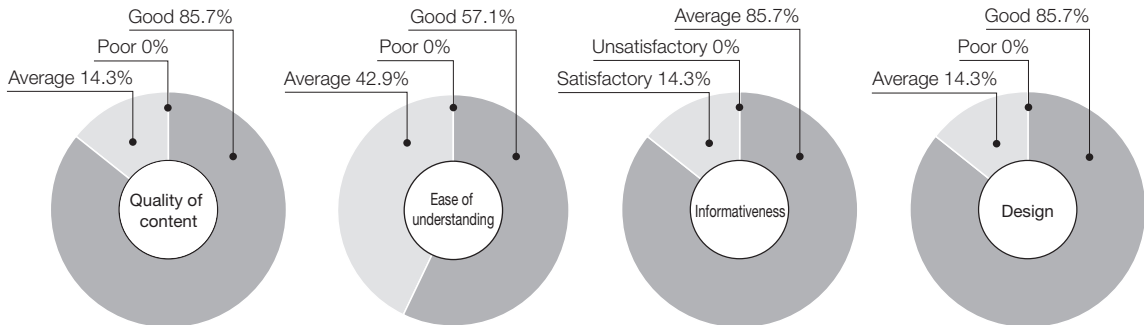 Good 85.7%
Poor 0%
Average 14.3%
Quality of
content
Good 57.1%
Poor 0%
Average 42.9%
Ease of
understanding
Average 85.7%
Unsatisfactory 0%
Satisfactory 14.3%
Informativeness
Good 85.7%
Poor 0%
Average 14.3%
Design